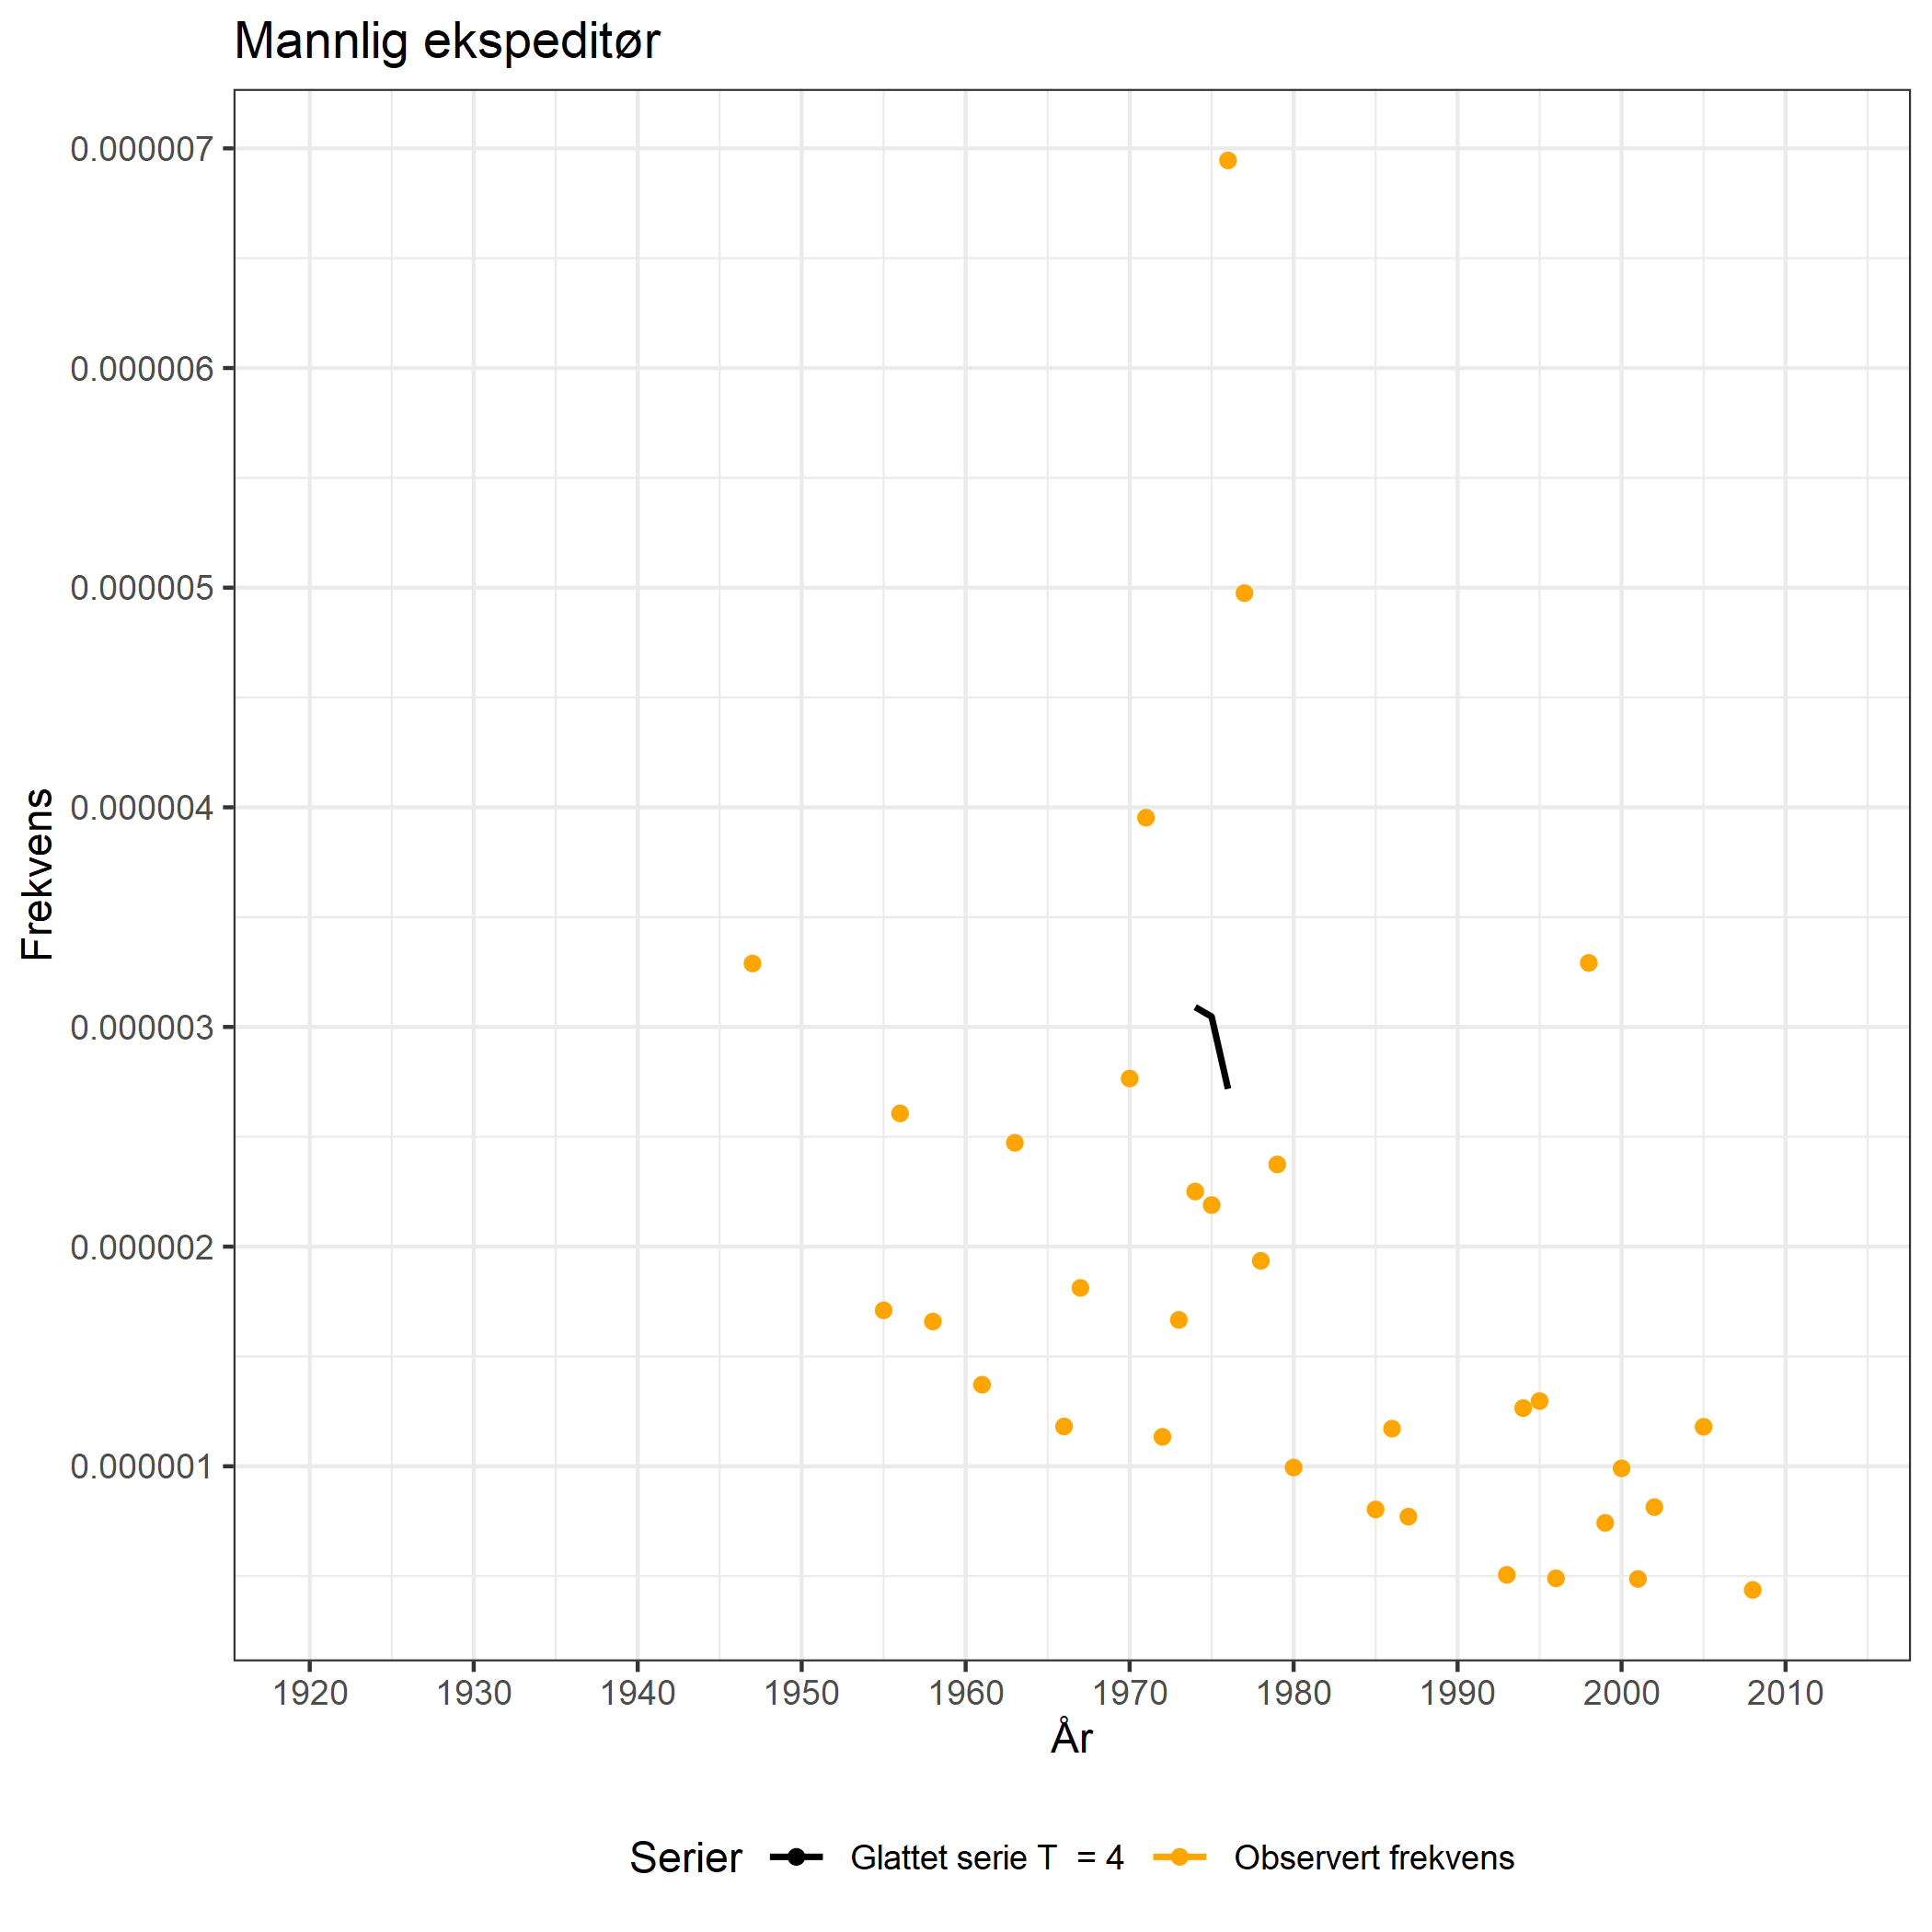 Mannlig ekspeditør
0.000007
0.000006
0.000005
0.000004
0.000003
0.000002
0.000001
Frekvens
1920 1930 1940 1950 1960 1970 1980 1990 2000 2010
År
Serier Glattet serie T  = 4 Observert frekvens